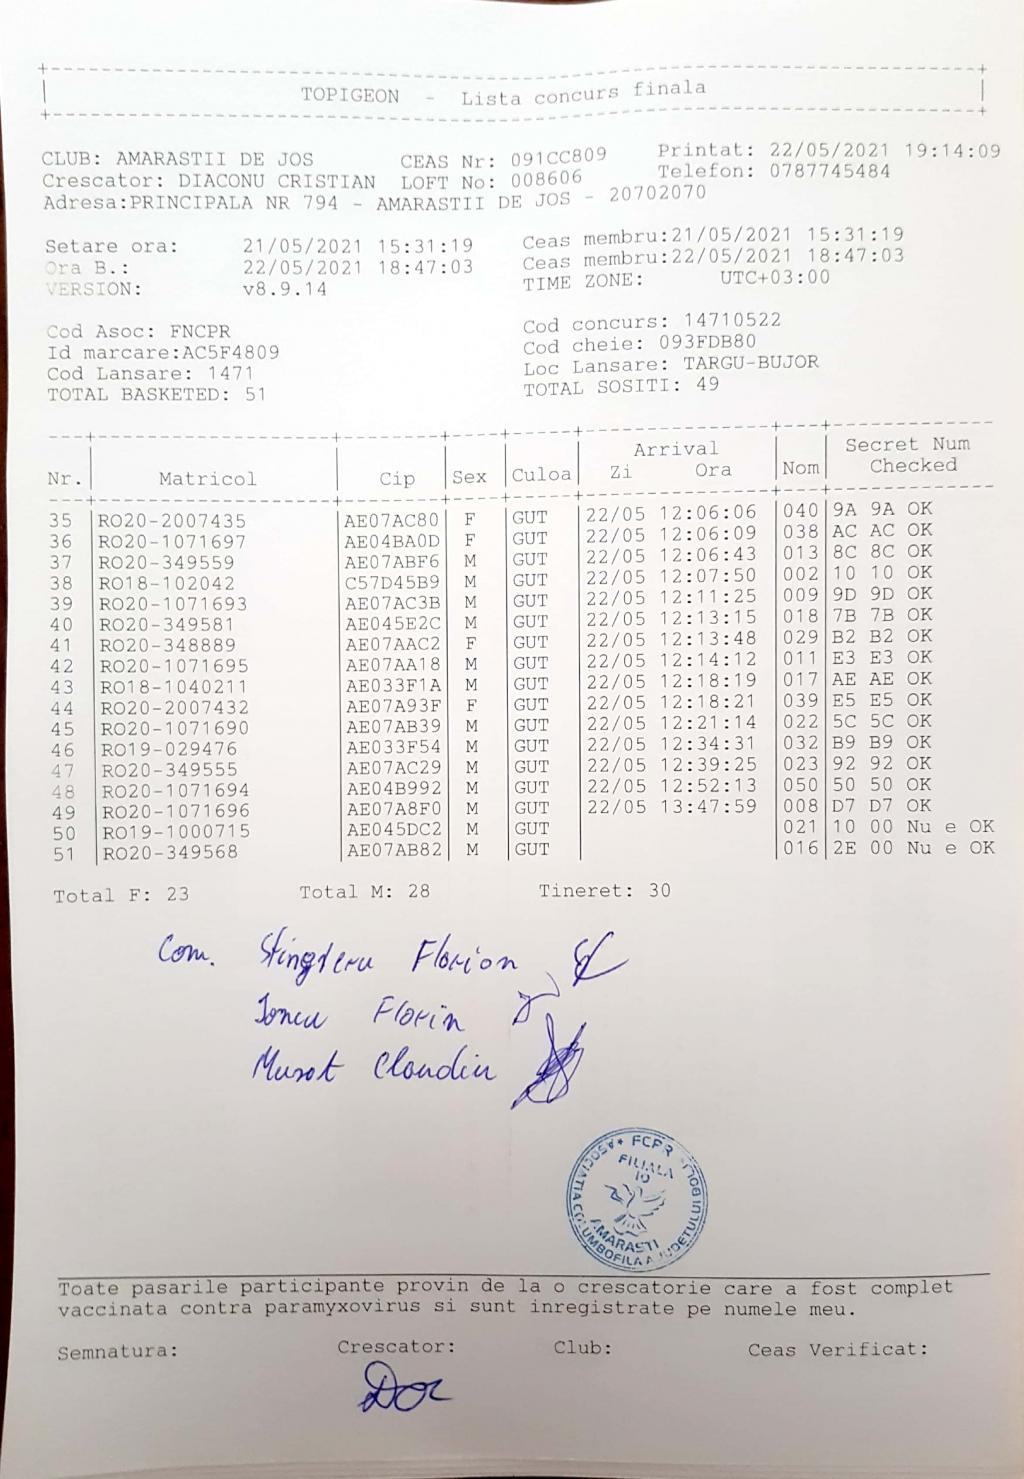 TOPIGEON - Lista concurs finala
CLUB: AMARASTII DE JOS CEAS Nr: 091CC809 Printat: 22/05/2021 19:14:09
Crescator: DIACONU CRISTIAN LOFT No: 008606 Telefon: 0787745484
Adresa:PRINCIPALA NR 794 - AMARASTII DE JOS - 20702070
Setare ora: 21/05/2021 15:31:19 Ceas membru:21/05/2021 15:31:19
Ora B.: 22/05/2021 18:47:03 Ceas membru:22/05/2021 18:47:03
VERSION: v8.9.14 TIME ZONE: UTC+03:00
Cod Asoc: FNCPR Cod concurs: 14710522
Id marcare:AC5F4809 Cod cheie: 093FDB80
Cod Lansare: 1471 Loc Lansare: TARGU-BUJOR
TOTAL BASKETED: 51 TOTAL SOSITI: 49
Arrival Secret Num
Nr. Matricol Cip Sex Culoa Zi Ora Nom Checked
35 RO20-2007435 AE07AC80 F GUT 22/05 12:06:06 040 9A 9A OK
36 RO20-1071697 AE04BA0D F GUT 22/05 12:06:09 038 AC AC OK
37 RO20-349559 AE07ABF6 M GUT 22/05 12:06:43 013 8C 8C OK
38 RO18-102042 C57D45B9 M GUT 22/05 12:07:50 002 10 10 OK
39 RO20-1071693 AE07AC3B M GUT 22/05 12:11:25 009 9D 9D OK
40 RO20-349581 AE045E2C M GUT 22/05 12:13:15 018 7B 7B OK
41 RO20-348889 AE07AAC2 F GUT 22/05 12:13:48 029 B2 B2 OK
42 RO20-1071695 AE07AA18 M GUT 22/05 12:14:12 011 E3 E3 OK
43 RO18-1040211 AE033F1A M GUT 22/05 12:18:19 017 AE AE OK
44 RO20-2007432 AE07A93F F GUT 22/05 12:18:21 039 E5 E5 OK
45 RO20-1071690 AE07AB39 M GUT 22/05 12:21:14 022 5C 5C OK
46 RO19-029476 AE033F54 M GUT 22/05 12:34:31 032 B9 B9 OK
47 RO20-349555 AE07AC29 M GUT 22/05 12:39:25 023 92 92 OK
48 RO20-1071694 AE04B992 M GUT 22/05 12:52:13 050 50 50 OK
49 RO20-1071696 AE07A8F0 M GUT 22/05 13:47:59 008 D7 D7 OK
50 RO19-1000715 AE045DC2 M GUT 021 10 00 Nu e OK
51 RO20-349568 AE07AB82 M GUT 016 2E 00 Nu e OK
Total F: 23 Total M: 28 Tineret: 30
Com. Florian
Florin
Claudiu
FCPR
FILIALA
10
AMARASTI
ASOCIATIA COLUMBOFILA A JUDETULUI DOLJ
Toate pasarile participante provin de la o crescatorie care a fost complet
vaccinata contra paramyxovirus si sunt inregistrate pe numele meu.
Semnatura: Crescator: Club: Ceas Verificat: